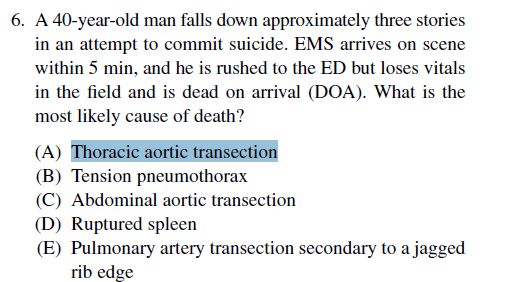 6. A 40-year-old man falls down approximately three stories
in an attempt to commit suicide. EMS arrives on scene
within 5 min, and he is rushed to the ED but loses vitals
in the field and is dead on arrival (DOA). What is the
most likely cause of death?
(A) Thoracic aortic transection
(B) Tension pneumothorax
(C) Abdominal aortic transection
(D) Ruptured spleen
(E) Pulmonary artery transection secondary to a jagged
rib edge